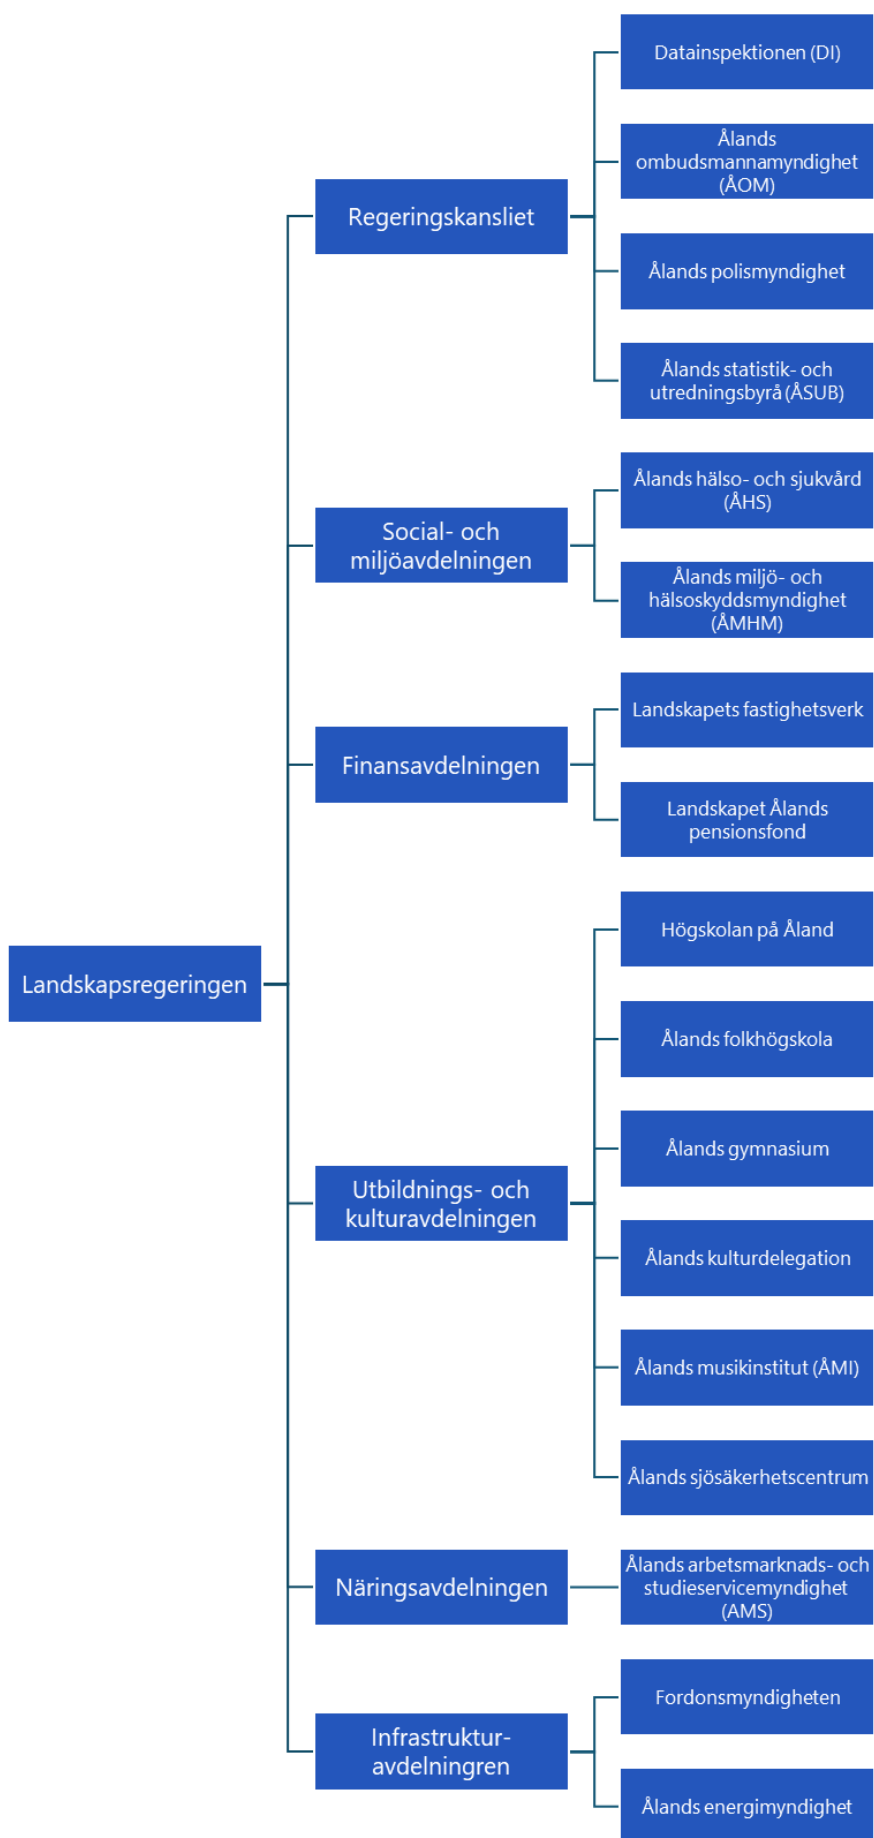 Landskapsregeringen
Regeringskansliet
Datainspektionen (DI)
Ålands
ombudsmannamyndighet
(ÅOM)
Ålands polismyndighet
Ålands statistik- och
utredningsbyrå (ÅSUB)
Social- och
miljöavdelningen
Ålands hälso- och sjukvård
(ÅHS)
Ålands miljö- och
hälsoskyddsmyndighet
(ÅMHM)
Finansavdelningen
Landskapets fastighetsverk
Landskapet Ålands
pensionsfond
Utbildnings- och
kulturavdelningen
Högskolan på Åland
Ålands folkhögskola
Ålands gymnasium
Ålands kulturdelegation
Ålands musikinstitut (ÅMI)
Ålands sjösäkerhetscentrum
Näringsavdelningen
Ålands arbetsmarknads- och
studieservicemyndighet
(AMS)
Infrastruktur-
avdelningren
Fordonsmyndigheten
Ålands energimyndighet